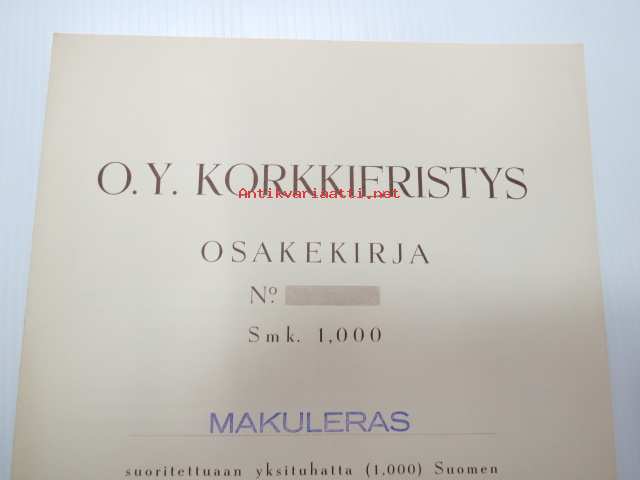 O.Y. KORKKIERISTYS
Antikvariaatti.net
OSAKEKIRJA
Nº
Smk. 1,000
MAKULERAS
suoritettuaan yksituhatta (1,000) Suomen